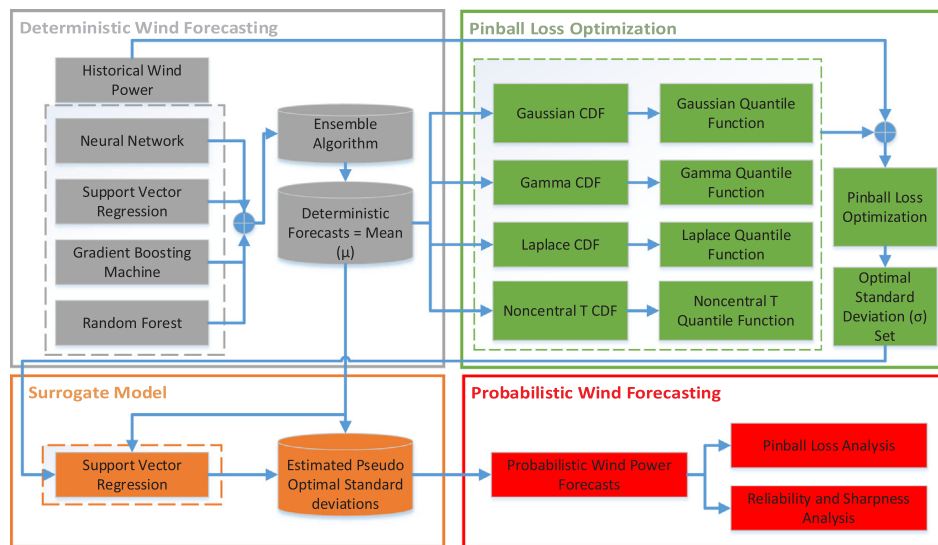 Deterministic Wind Forecasting
Historical Wind
Power
Neural Network
Support Vector
Regression
Gradient Boosting
Machine
Random Forest
Ensemble
Algorithm
Deterministic
Forecasts = Mean
(μ)
Pinball Loss Optimization
Gaussian CDF
Gaussian Quantile
Function
Gamma CDF
Gamma Quantile
Function
Laplace CDF
Laplace Quantile
Function
Noncentral T CDF
Noncentral T
Quantile Function
Pinball Loss
Optimization
Optimal
Standard
Deviation (σ)
Set
Surrogate Model
Support Vector
Regression
Estimated Pseudo
Optimal Standard
deviations
Probabilistic Wind Forecasting
Probabilistic Wind Power
Forecasts
Pinball Loss Analysis
Reliability and Sharpness
Analysis